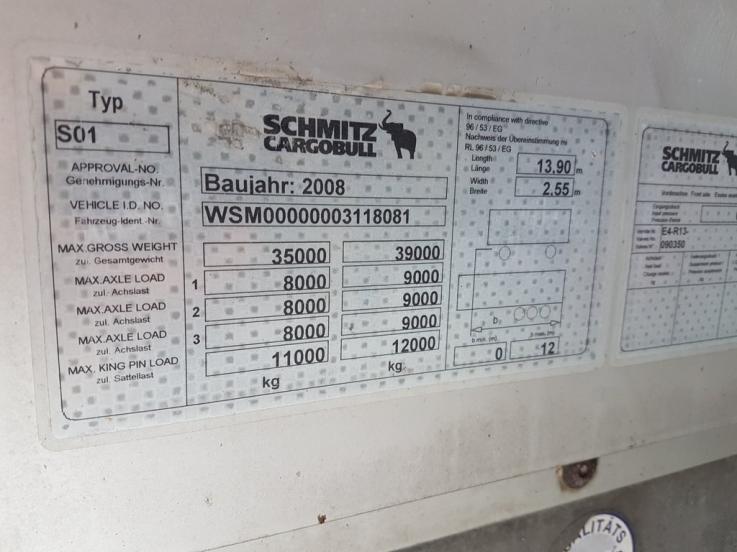 Typ
S01
APPROVAL-NO.
Genehmigungs-Nr.
VEHICLE I.D. NO.
Fahrzeug-Ident.-Nr.
MAX.GROSS WEIGHT
zul. Gesamtgewicht
MAX.AXLE LOAD
zul. Achslast
MAX.AXLE LOAD
zul. Achslast
MAX.AXLE LOAD
zul. Achslast
MAX. KING PIN LOAD
zul. Sattellast
SCHMITZ
CARGOBULL
Baujahr: 2008
WSM00000003118081
35000 39000
1 8000 9000
2 8000 9000
3 8000 9000
11000 12000
kg kg
In compliance with directive
96 / 53 / EG
Nachweis der Übereinstimmung mi
RL 96 / 53 / EG
Length
Länge 13.90 m
Width
Breite 2,55 m
D
b min. (m)
0 12
SCHMITZ
CARGOBULL
E4-R13-
090350
LITÄTS